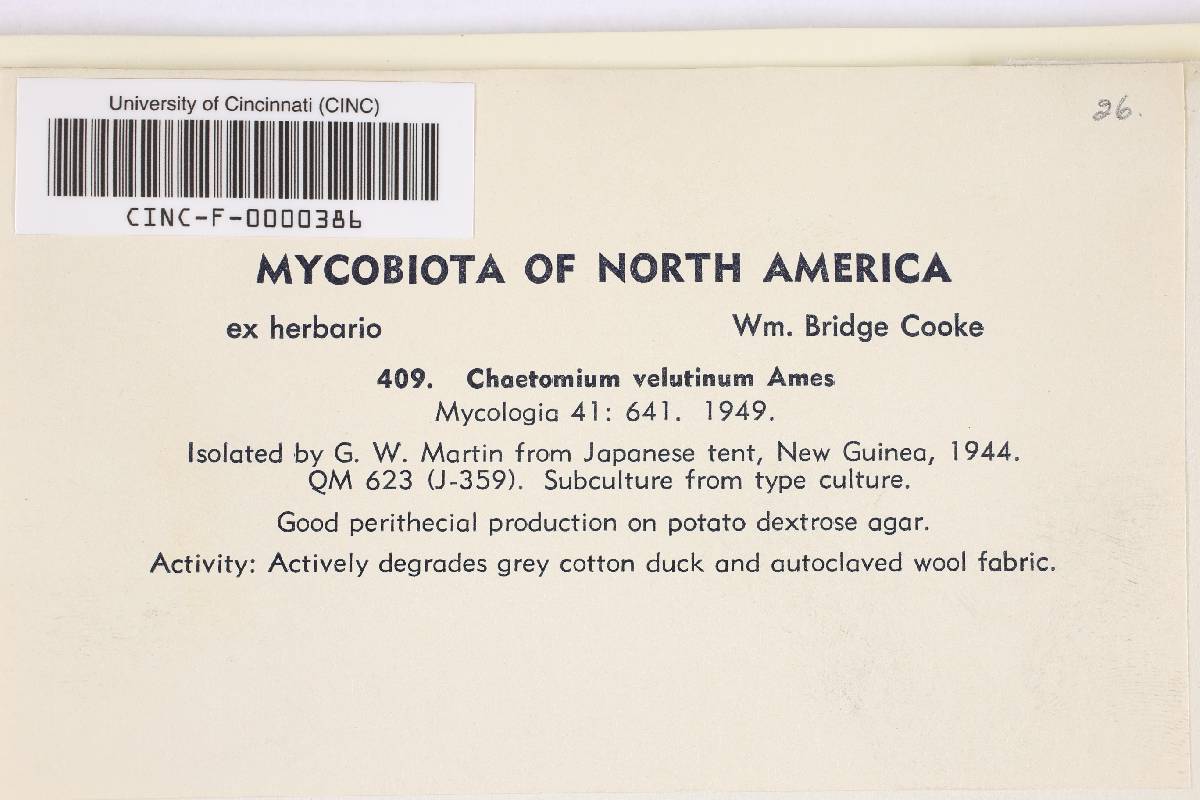 University of Cincinnati (CINC)
CINC-F-0000386
26.
MYCOBIOTA OF NORTH AMERICA
ex herbario Wm. Bridge Cooke
409. Chaetomium velutinum Ames
Mycologia 41: 641. 1949.
Isolated by G. W. Martin from Japanese tent, New Guinea, 1944.
QM 623 (J-359). Subculture from type culture.
Good perithecial production on potato dextrose agar.
Activity: Actively degrades grey cotton duck and autoclaved wool fabric.